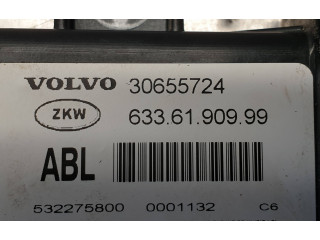 VOLVO 30655724
ZKW 633.61.909.99
ABL
532275800 0001132 C6